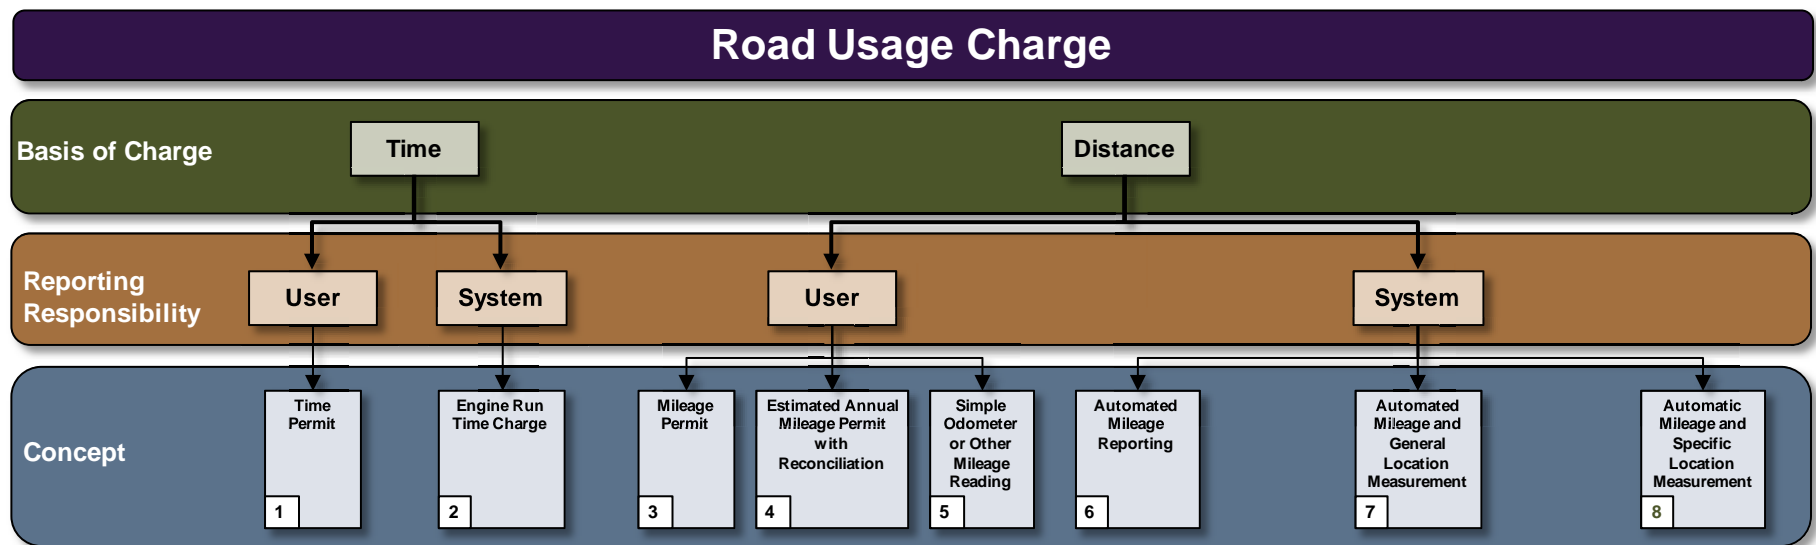 Road Usage Charge
Basis of Charge
Time
Distance
Reporting
Responsibility
User
System
User
System
Concept
Time
Permit
1
Engine Run
Time Charge
2
Mileage
Permit
3
Estimated Annual
Mileage Permit
with
Reconciliation
4
Simple
Odometer
or Other
Mileage
Reading
5
Automated
Mileage
Reporting
6
Automated
Mileage and
General
Location
Measurement
7
Automatic
Mileage and
Specific
Location
Measurement
8